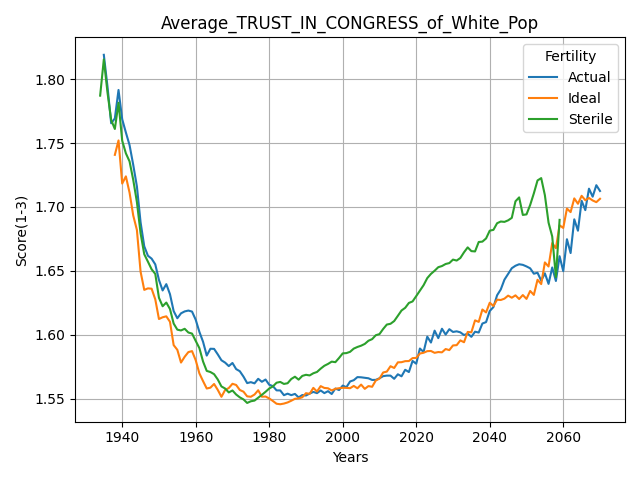 Average_TRUST_IN_CONGRESS_of_White_Pop
Fertility
Actual
Ideal
Sterile
Score(1-3)
1.80
1.75
1.70
1.65
1.60
1.55
1940 1960 1980 2000 2020 2040 2060
Years